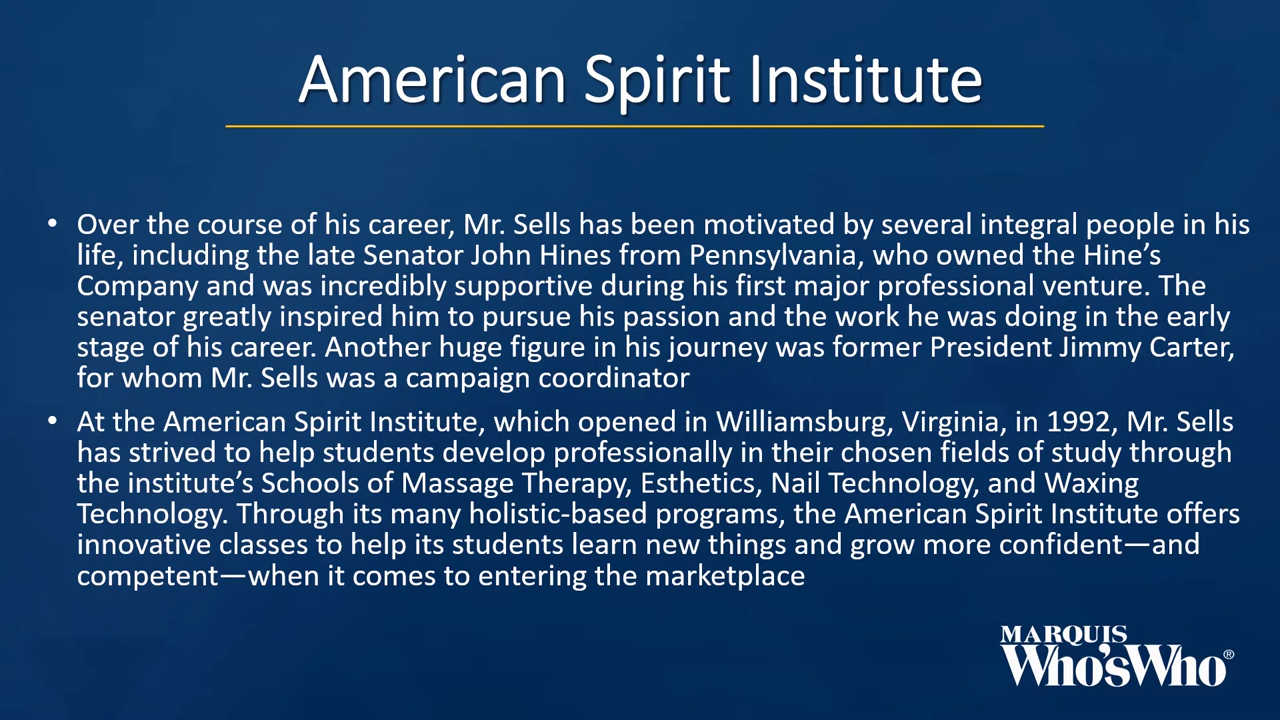 American Spirit Institute
• Over the course of his career, Mr. Sells has been motivated by several integral people in his
life, including the late Senator John Hines from Pennsylvania, who owned the Hine’s
Company and was incredibly supportive during his first major professional venture. The
senator greatly inspired him to pursue his passion and the work he was doing in the early
stage of his career. Another huge figure in his journey was former President Jimmy Carter,
for whom Mr. Sells was a campaign coordinator
• At the American Spirit Institute, which opened in Williamsburg, Virginia, in 1992, Mr. Sells
has strived to help students develop professionally in their chosen fields of study through
the institute’s Schools of Massage Therapy, Esthetics, Nail Technology, and Waxing
Technology. Through its many holistic-based programs, the American Spirit Institute offers
innovative classes to help its students learn new things and grow more confident—and
competent—when it comes to entering the marketplace
MARQUIS
Who'sWho®